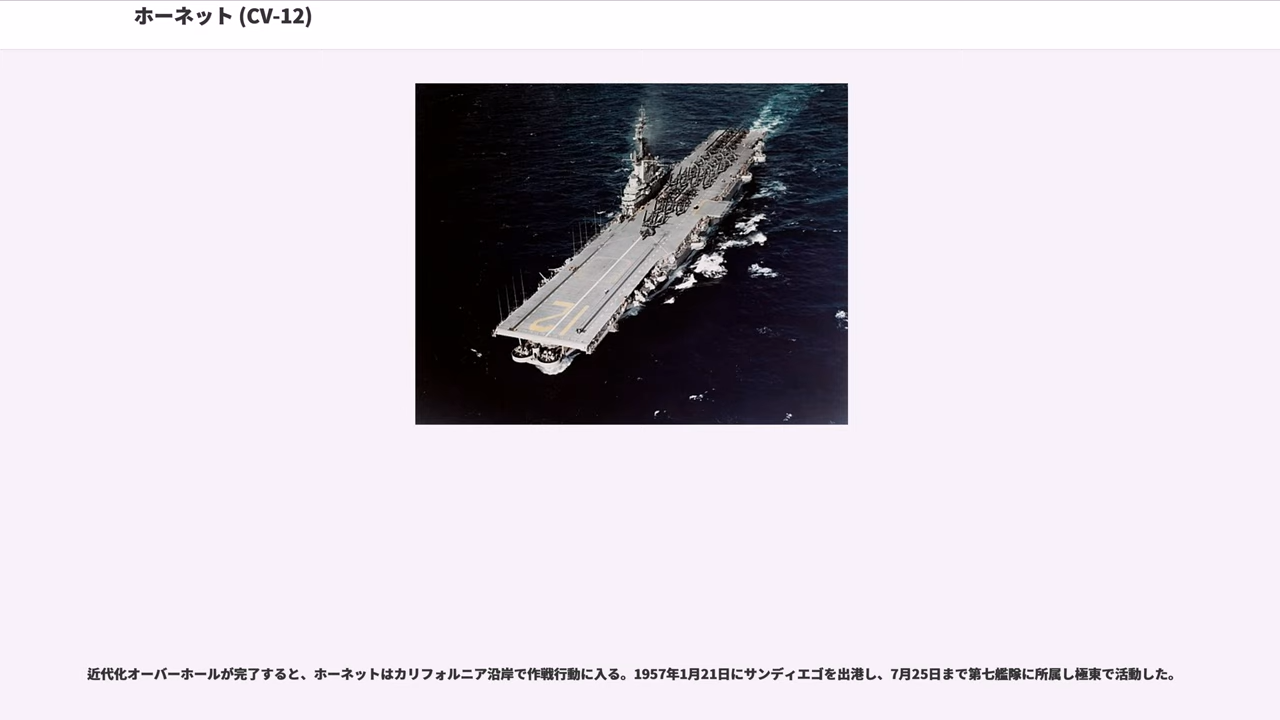 ホーネット (CV-12)
12
近代化オーバーホールが完了すると、ホーネットはカリフォルニア沿岸で作戦行動に入る。1957年1月21日にサンディエゴを出港し、7月25日まで第七艦隊に所属し極東で活動した。